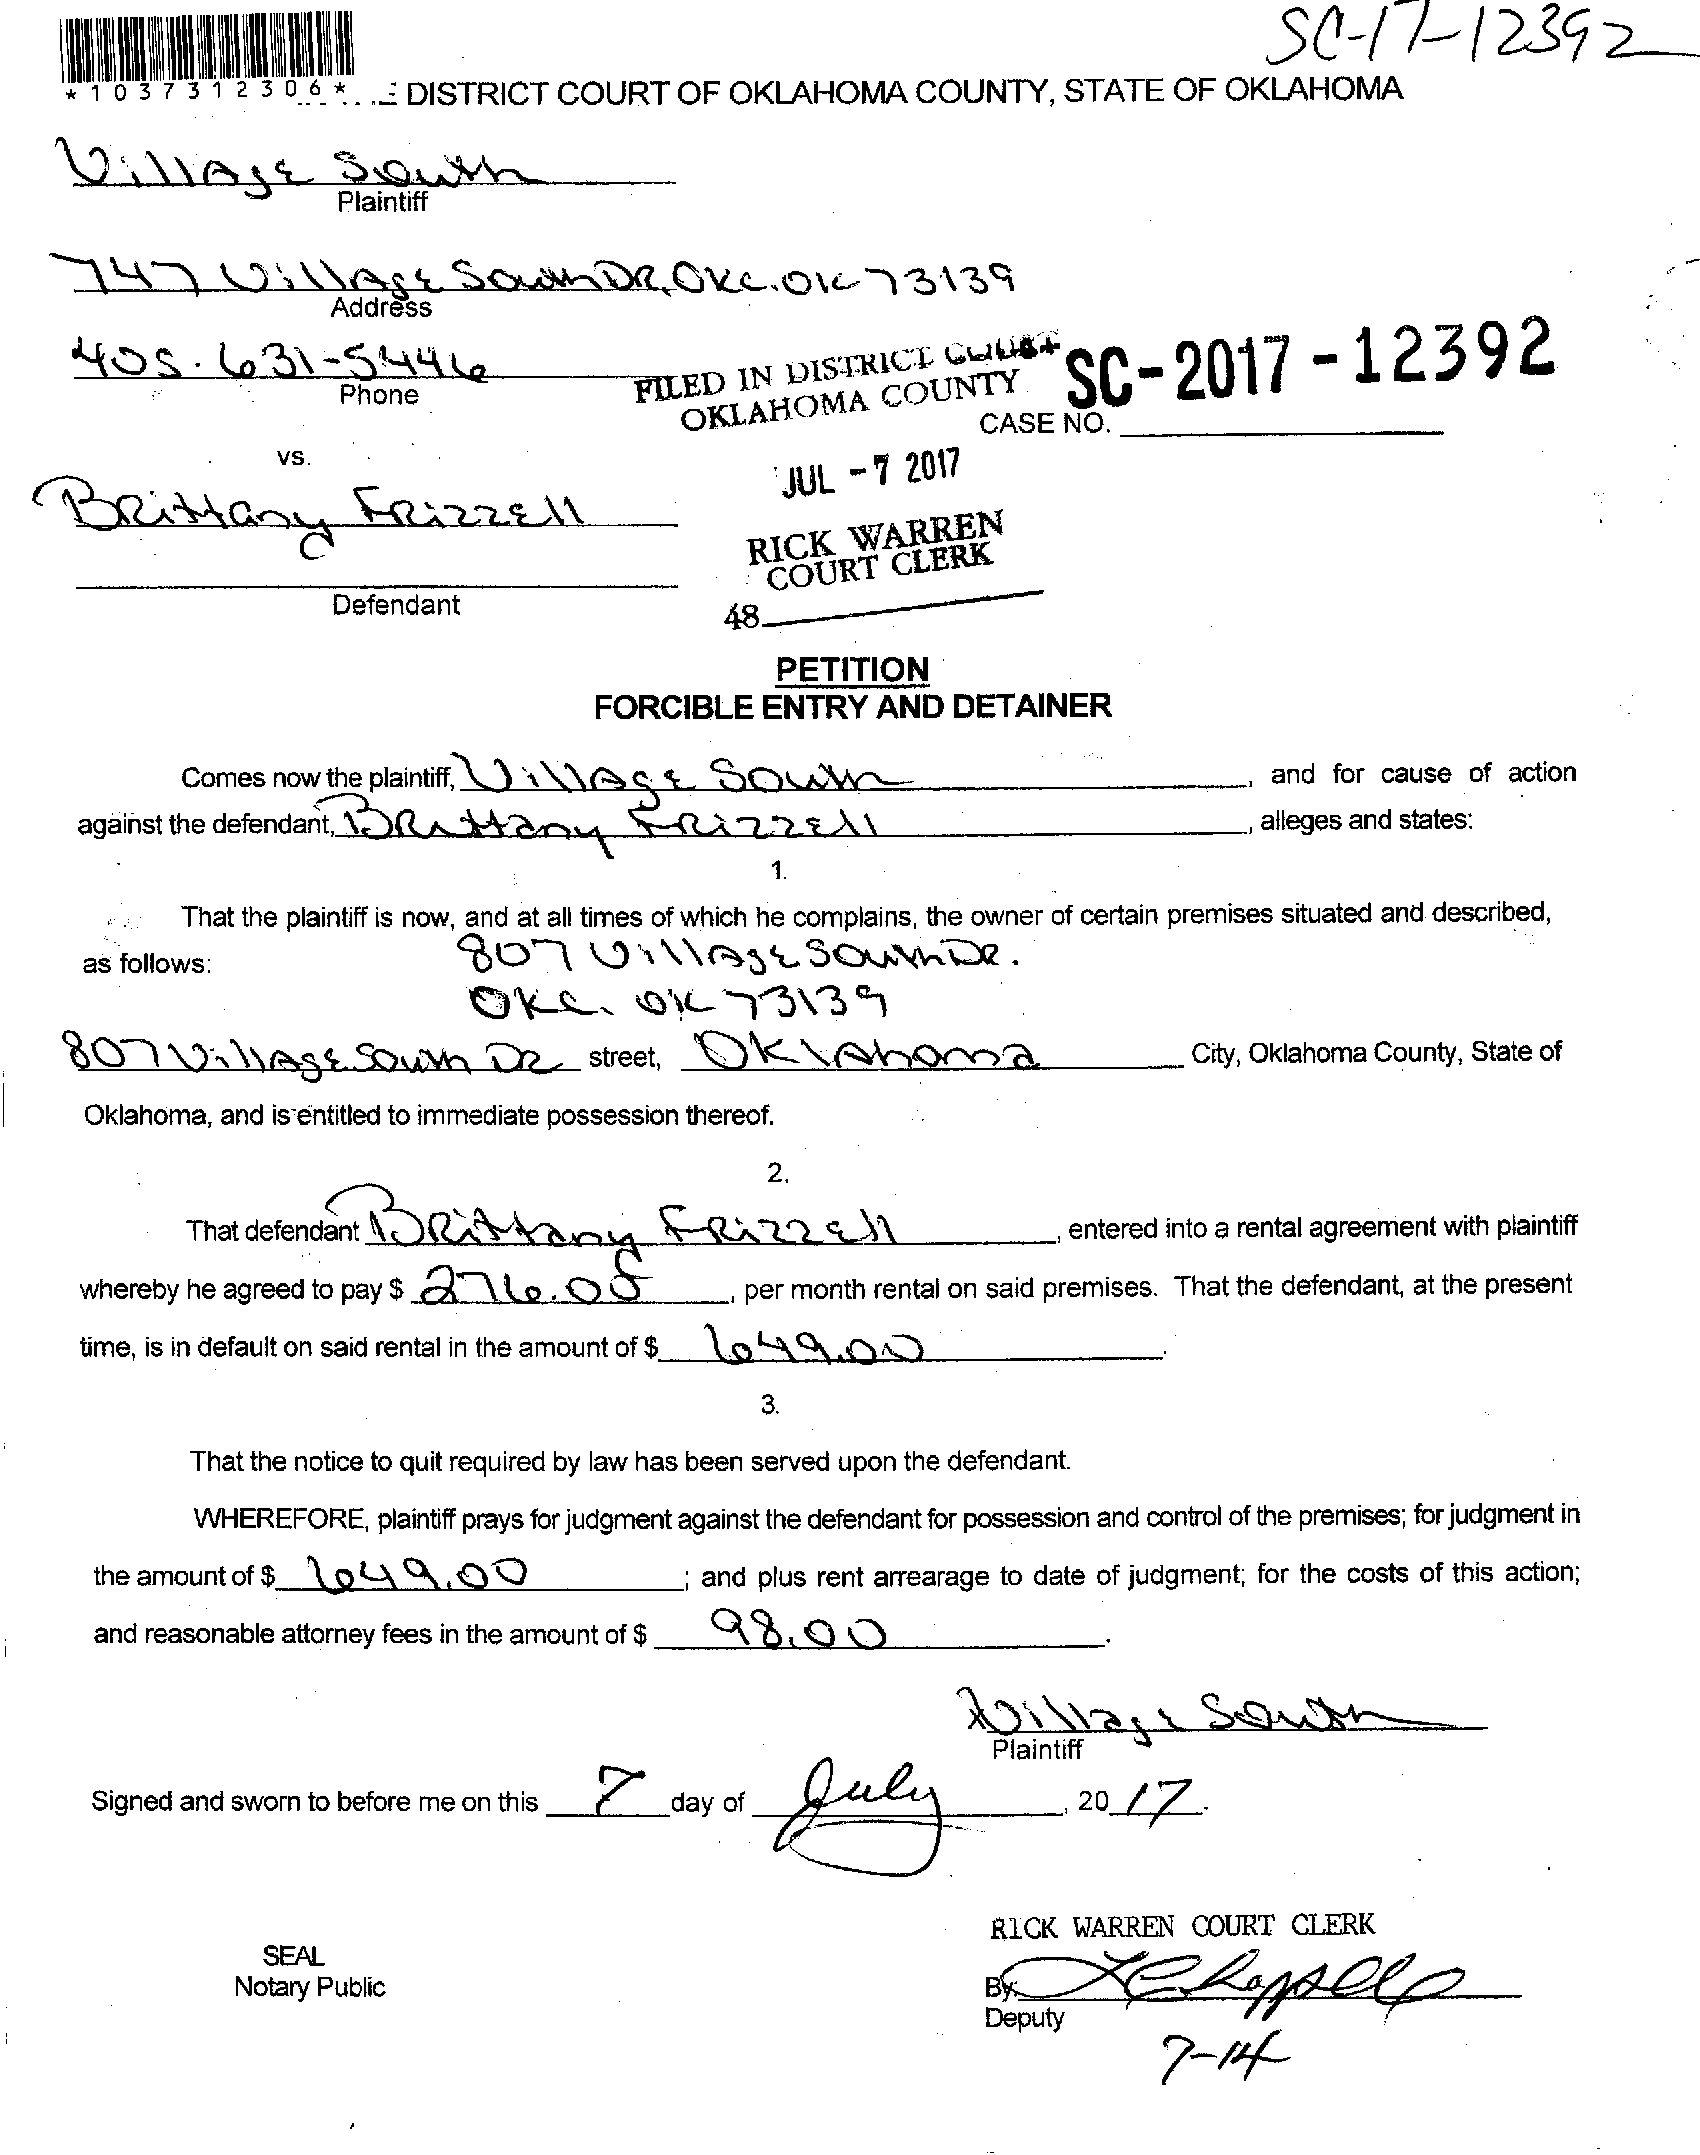 SC-17-12392
*1037312306*
DISTRICT COURT OF OKLAHOMA COUNTY, STATE OF OKLAHOMA
Village South
Plaintiff
747 Village South DR, OKC. OK 73139
Address
405.631-5446
Phone
FILED IN DISTRICT COURT
OKLAHOMA COUNTY
SC-2017-12392
CASE NO.
vs.
JUL -7 2017
Brittany Frizzell
RICK WARREN
COURT CLERK
Defendant
48
PETITION
FORCIBLE ENTRY AND DETAINER
Comes now the plaintiff, Village South, and for cause of action
against the defendant, Brittany Frizzell, alleges and states:
1.
That the plaintiff is now, and at all times of which he complains, the owner of certain premises situated and described,
as follows: 807 Village South DR.
OKC. OK 73139
807 Village South DR street, Oklahoma City, Oklahoma County, State of
Oklahoma, and is entitled to immediate possession thereof.
2.
That defendant Brittany Frizzell, entered into a rental agreement with plaintiff
whereby he agreed to pay $ 276.00, per month rental on said premises. That the defendant, at the present
time, is in default on said rental in the amount of $ 649.00.
3.
That the notice to quit required by law has been served upon the defendant.
WHEREFORE, plaintiff prays for judgment against the defendant for possession and control of the premises; for judgment in
the amount of $ 649.00; and plus rent arrearage to date of judgment; for the costs of this action;
and reasonable attorney fees in the amount of $ 98.00.
Village South
Plaintiff
Signed and sworn to before me on this 7 day of July, 2017.
RICK WARREN COURT CLERK
SEAL
Notary Public
By:
Deputy
7-14